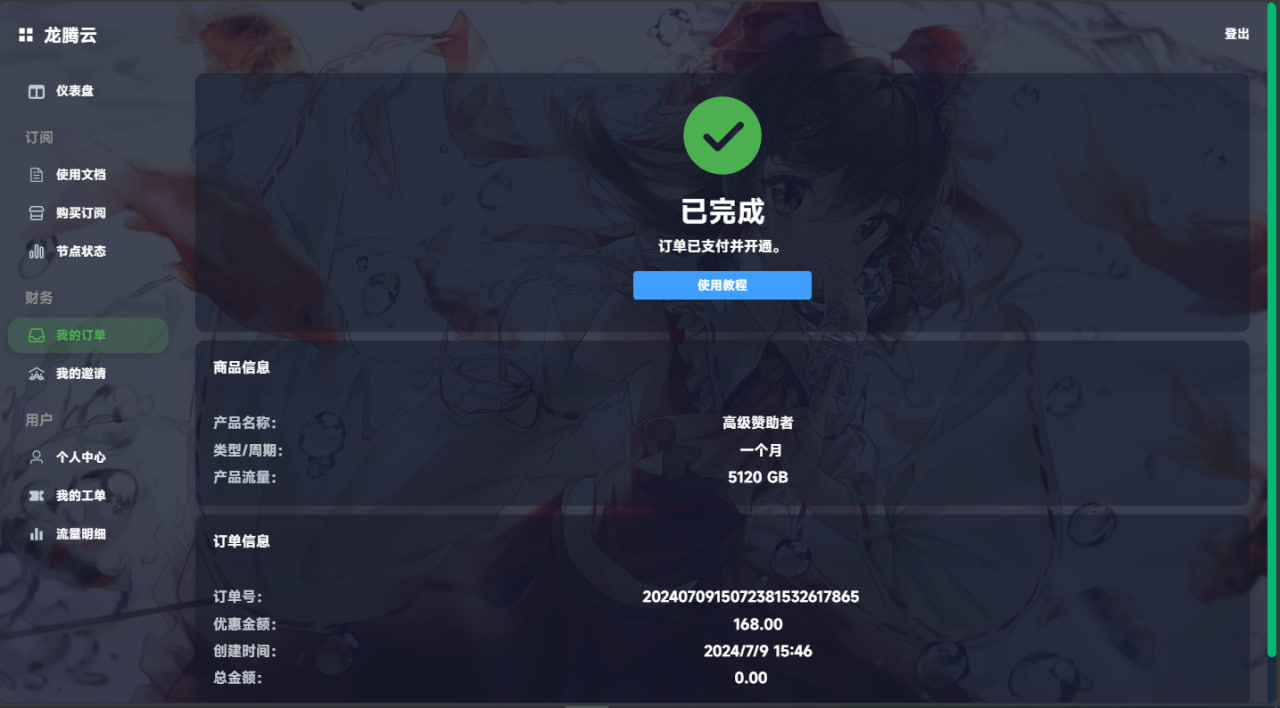 龙腾云
登出
仪表盘
订阅
使用文档
购买订阅
节点状态
财务
我的订单
我的邀请
用户
个人中心
我的工单
流量明细
已完成
订单已支付并开通。
使用教程
商品信息
产品名称： 高级赞助者
类型/周期： 一个月
产品流量： 5120 GB
订单信息
订单号： 2024070915072381532617865
优惠金额： 168.00
创建时间： 2024/7/9 15:46
总金额： 0.00